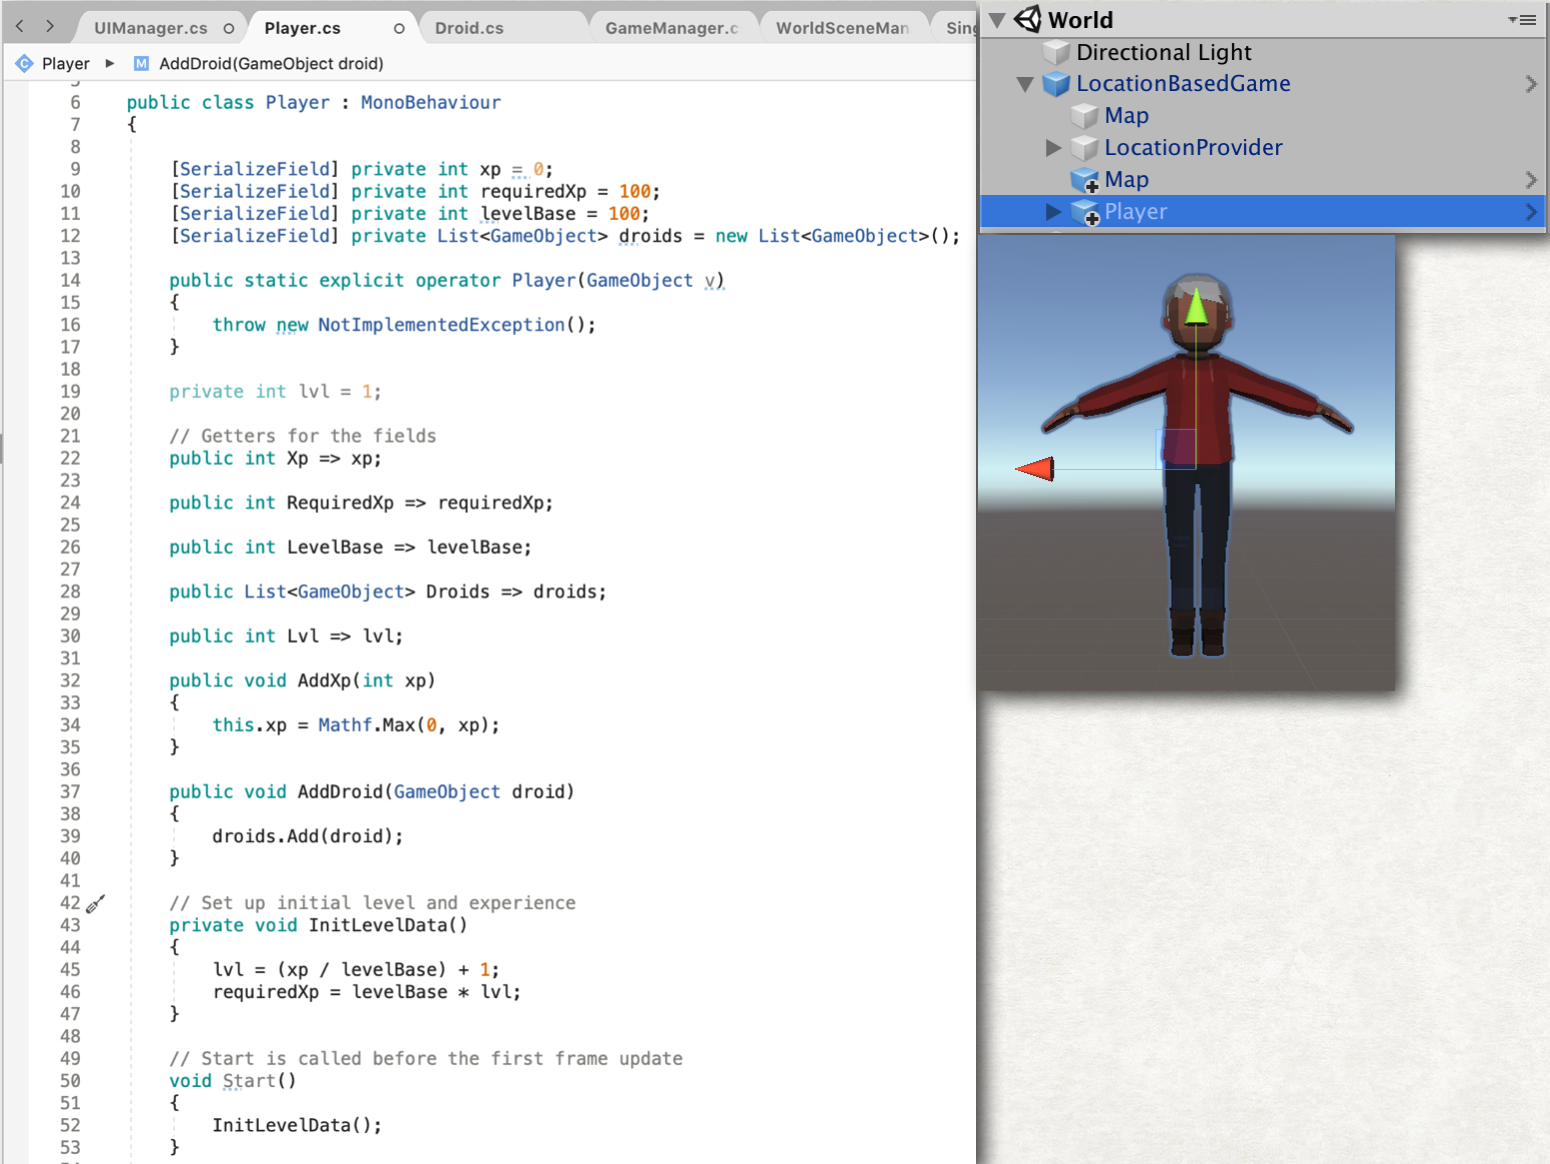 UIManager.cs
Player.cs
Droid.cs
GameManager.c
WorldSceneMan
Sing
Player ▶ M AddDroid(GameObject droid)
6 public class Player : MonoBehaviour
7 {
8
9 [SerializeField] private int xp = 0;
10 [SerializeField] private int requiredXp = 100;
11 [SerializeField] private int levelBase = 100;
12 [SerializeField] private List<GameObject> droids = new List<GameObject>();
13
14 public static explicit operator Player(GameObject v)
15 {
16 throw new NotImplementedException();
17 }
18
19 private int lvl = 1;
20
21 // Getters for the fields
22 public int Xp => xp;
23
24 public int RequiredXp => requiredXp;
25
26 public int LevelBase => levelBase;
27
28 public List<GameObject> Droids => droids;
29
30 public int Lvl => lvl;
31
32 public void AddXp(int xp)
33 {
34 this.xp = Mathf.Max(0, xp);
35 }
36
37 public void AddDroid(GameObject droid)
38 {
39 droids.Add(droid);
40 }
41
42 // Set up initial level and experience
43 private void InitLevelData()
44 {
45 lvl = (xp / levelBase) + 1;
46 requiredXp = levelBase * lvl;
47 }
48
49 // Start is called before the first frame update
50 void Start()
51 {
52 InitLevelData();
53 }
World
Directional Light
LocationBasedGame
Map
LocationProvider
Map
Player